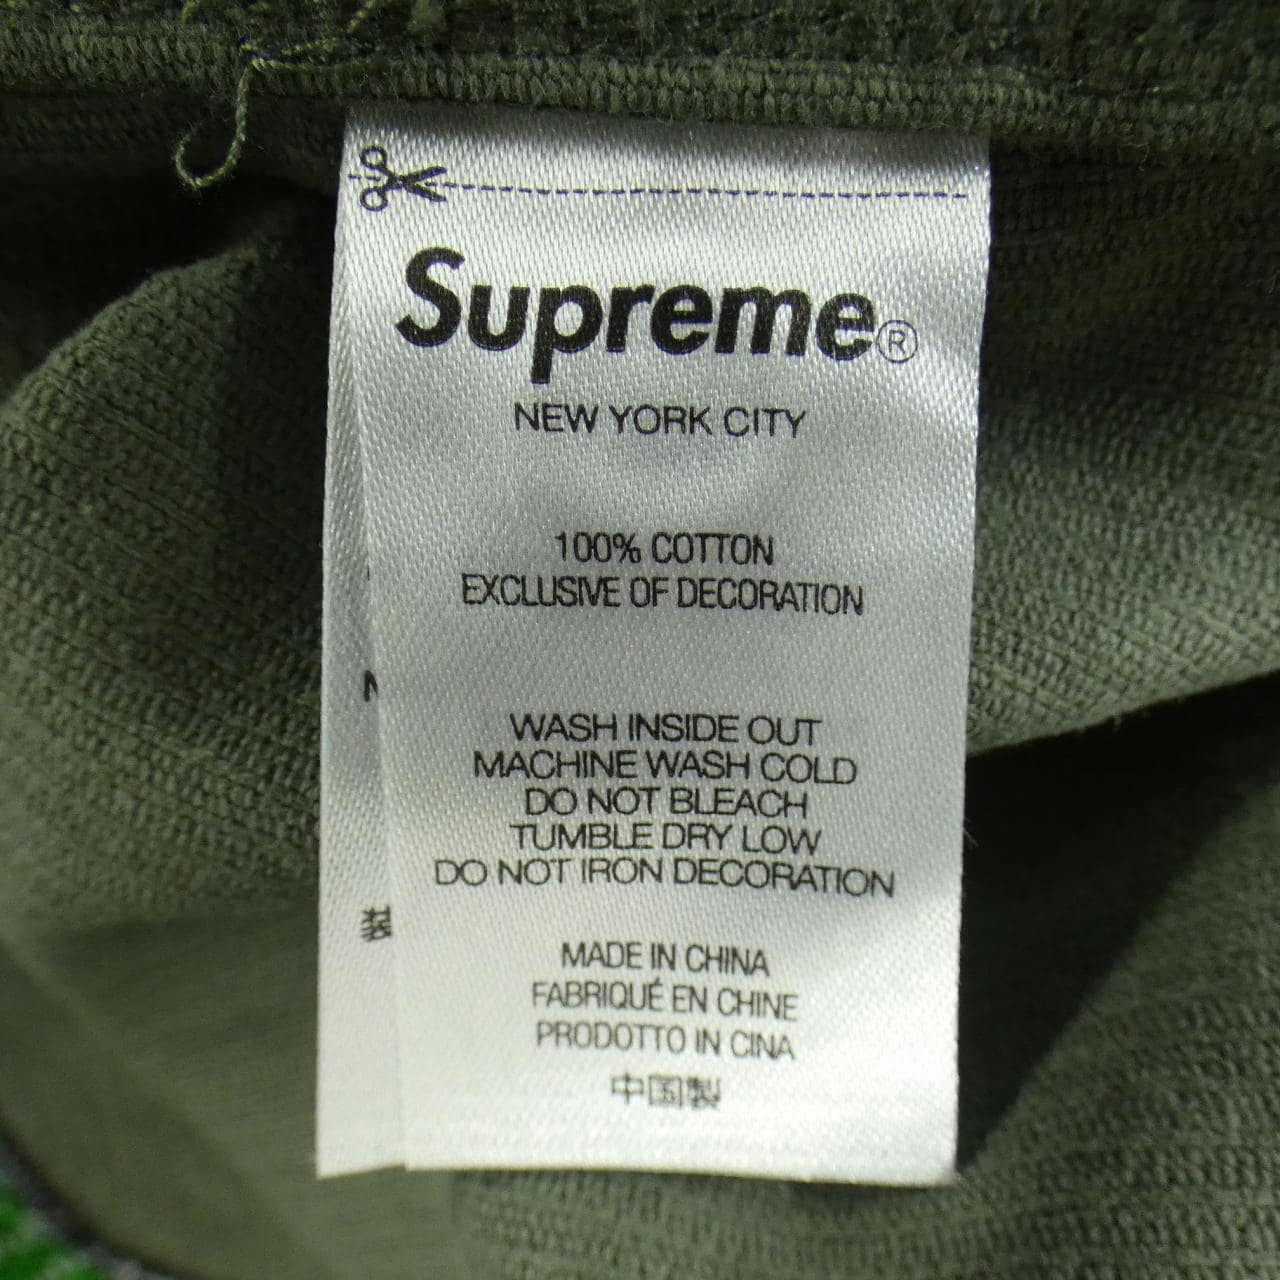 Supreme®
NEW YORK CITY
100% COTTON
EXCLUSIVE OF DECORATION
WASH INSIDE OUT
MACHINE WASH COLD
DO NOT BLEACH
TUMBLE DRY LOW
DO NOT IRON DECORATION
MADE IN CHINA
FABRIQUÉ EN CHINE
PRODOTTO IN CINA
中国製